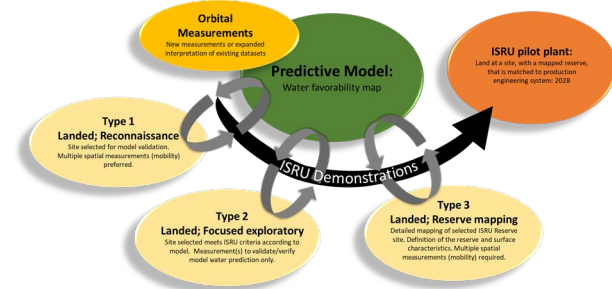 Orbital
Measurements
New measurements or expanded
interpretation of existing datasets
Predictive Model:
Water favorability map
ISRU pilot plant:
Land at a site, with a mapped reserve,
that is matched to production
engineering system: 2028
Type 1
Landed; Reconnaissance
Site selected for model validation.
Multiple spatial measurements (mobility)
preferred.
ISRU Demonstrations
Type 2
Landed; Focused exploratory
Site selected meets ISRU criteria according to
model. Measurement(s) to validate/verify
model water prediction only.
Type 3
Landed; Reserve mapping
Detailed mapping of selected ISRU Reserve
site. Definition of the reserve and surface
characteristics. Multiple spatial
measurements (mobility) required.